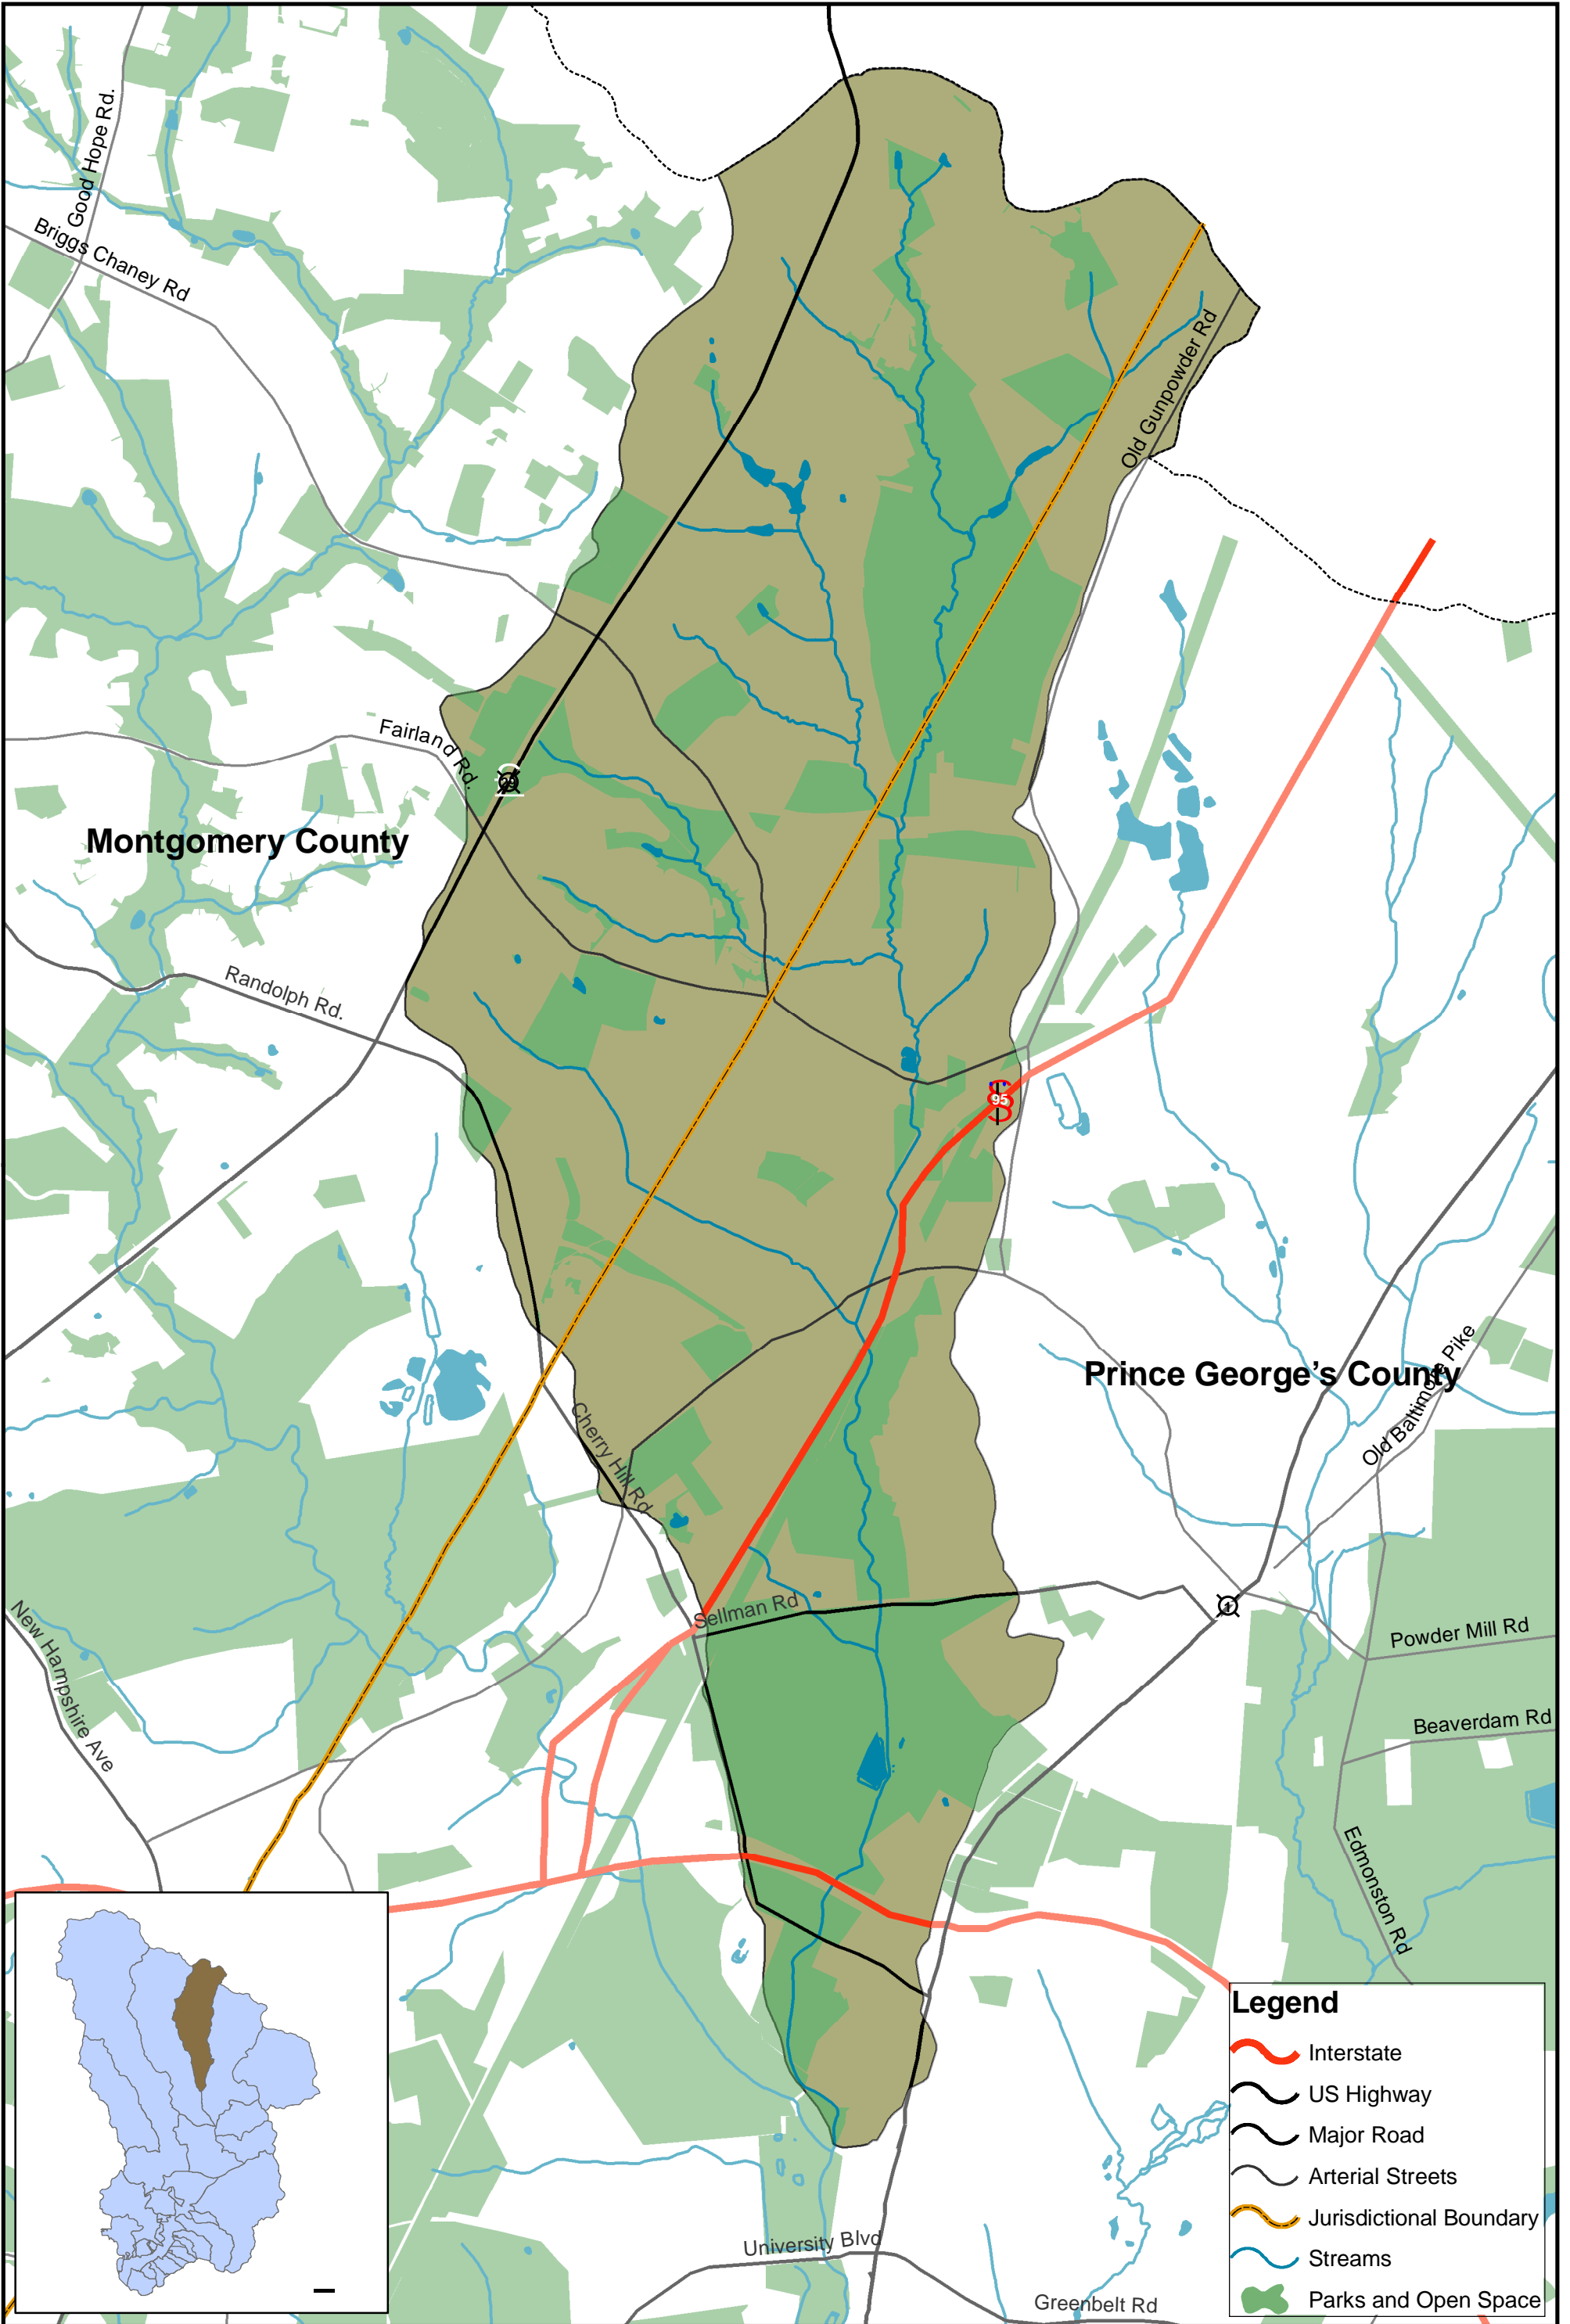 Good Hope Rd.
Briggs Chaney Rd
Old Gunpowder Rd
Fairland Rd.
Montgomery County
Randolph Rd.
95
Prince George's County
Old Baltimore Pike
Cherry Hill Rd
Sellman Rd
1
New Hampshire Ave
Powder Mill Rd
Beaverdam Rd
Edmonston Rd
University Blvd
Greenbelt Rd
Legend
Interstate
US Highway
Major Road
Arterial Streets
Jurisdictional Boundary
Streams
Parks and Open Space